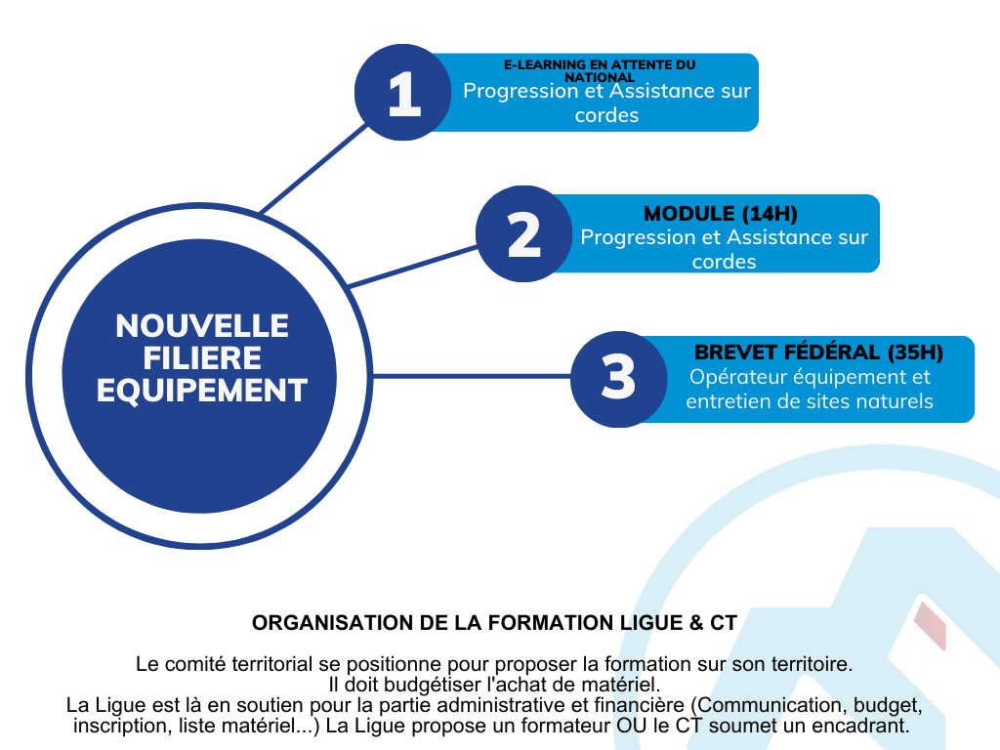 1
E-LEARNING EN ATTENTE DU
NATIONAL
Progression et Assistance sur
cordes
2
MODULE (14H)
Progression et Assistance sur
cordes
NOUVELLE
FILIERE
EQUIPEMENT
3
BREVET FÉDÉRAL (35H)
Opérateur équipement et
entretien de sites naturels
ORGANISATION DE LA FORMATION LIGUE & CT
Le comité territorial se positionne pour proposer la formation sur son territoire.
Il doit budgétiser l'achat de matériel.
La Ligue est là en soutien pour la partie administrative et financière (Communication, budget,
inscription, liste matériel...) La Ligue propose un formateur OU le CT soumet un encadrant.